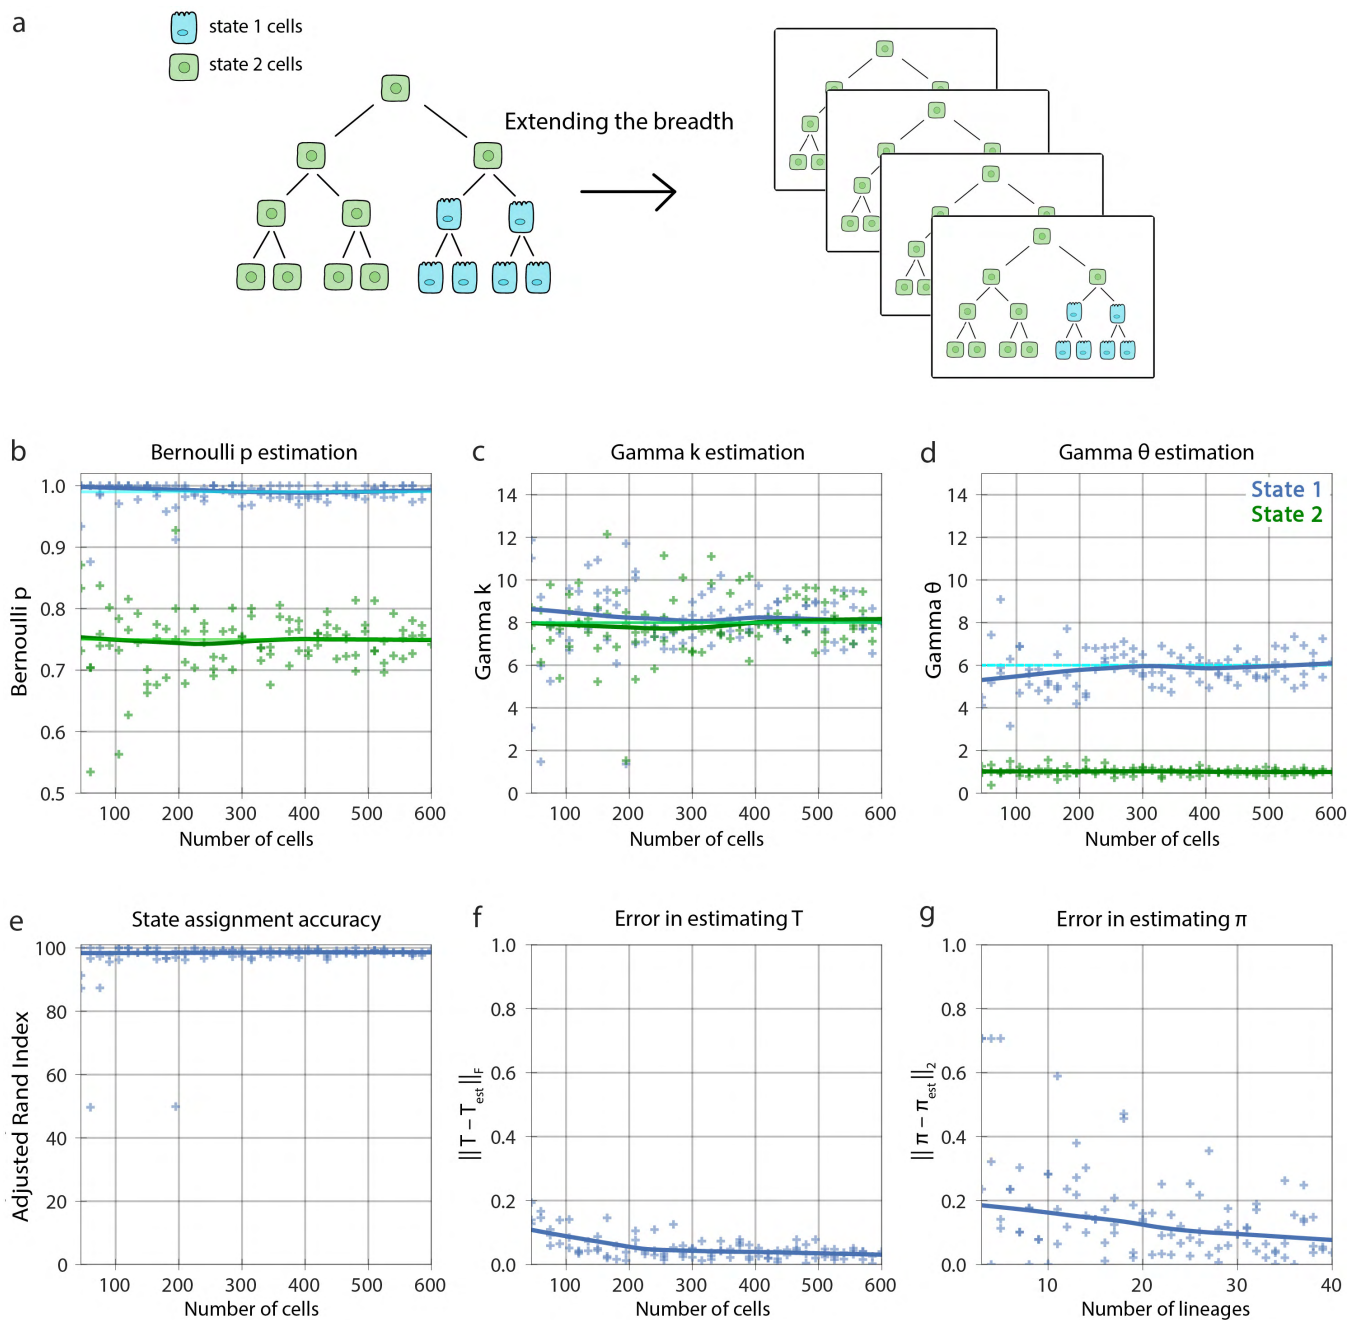 a
state 1 cells
state 2 cells
Extending the breadth
b
Bernoulli p estimation
Bernoulli p
1.0
0.9
0.8
0.7
0.6
0.5
100 200 300 400 500 600
Number of cells
c
Gamma k estimation
Gamma k
14
12
10
8
6
4
2
0
100 200 300 400 500 600
Number of cells
d
Gamma θ estimation
State 1
State 2
Gamma θ
14
12
10
8
6
4
2
0
100 200 300 400 500 600
Number of cells
e
State assignment accuracy
Adjusted Rand Index
100
80
60
40
20
0
100 200 300 400 500 600
Number of cells
f
Error in estimating T
|| T − T_est ||_F
1.0
0.8
0.6
0.4
0.2
0.0
100 200 300 400 500 600
Number of cells
g
Error in estimating π
|| π − π_est ||_2
1.0
0.8
0.6
0.4
0.2
0.0
10 20 30 40
Number of lineages